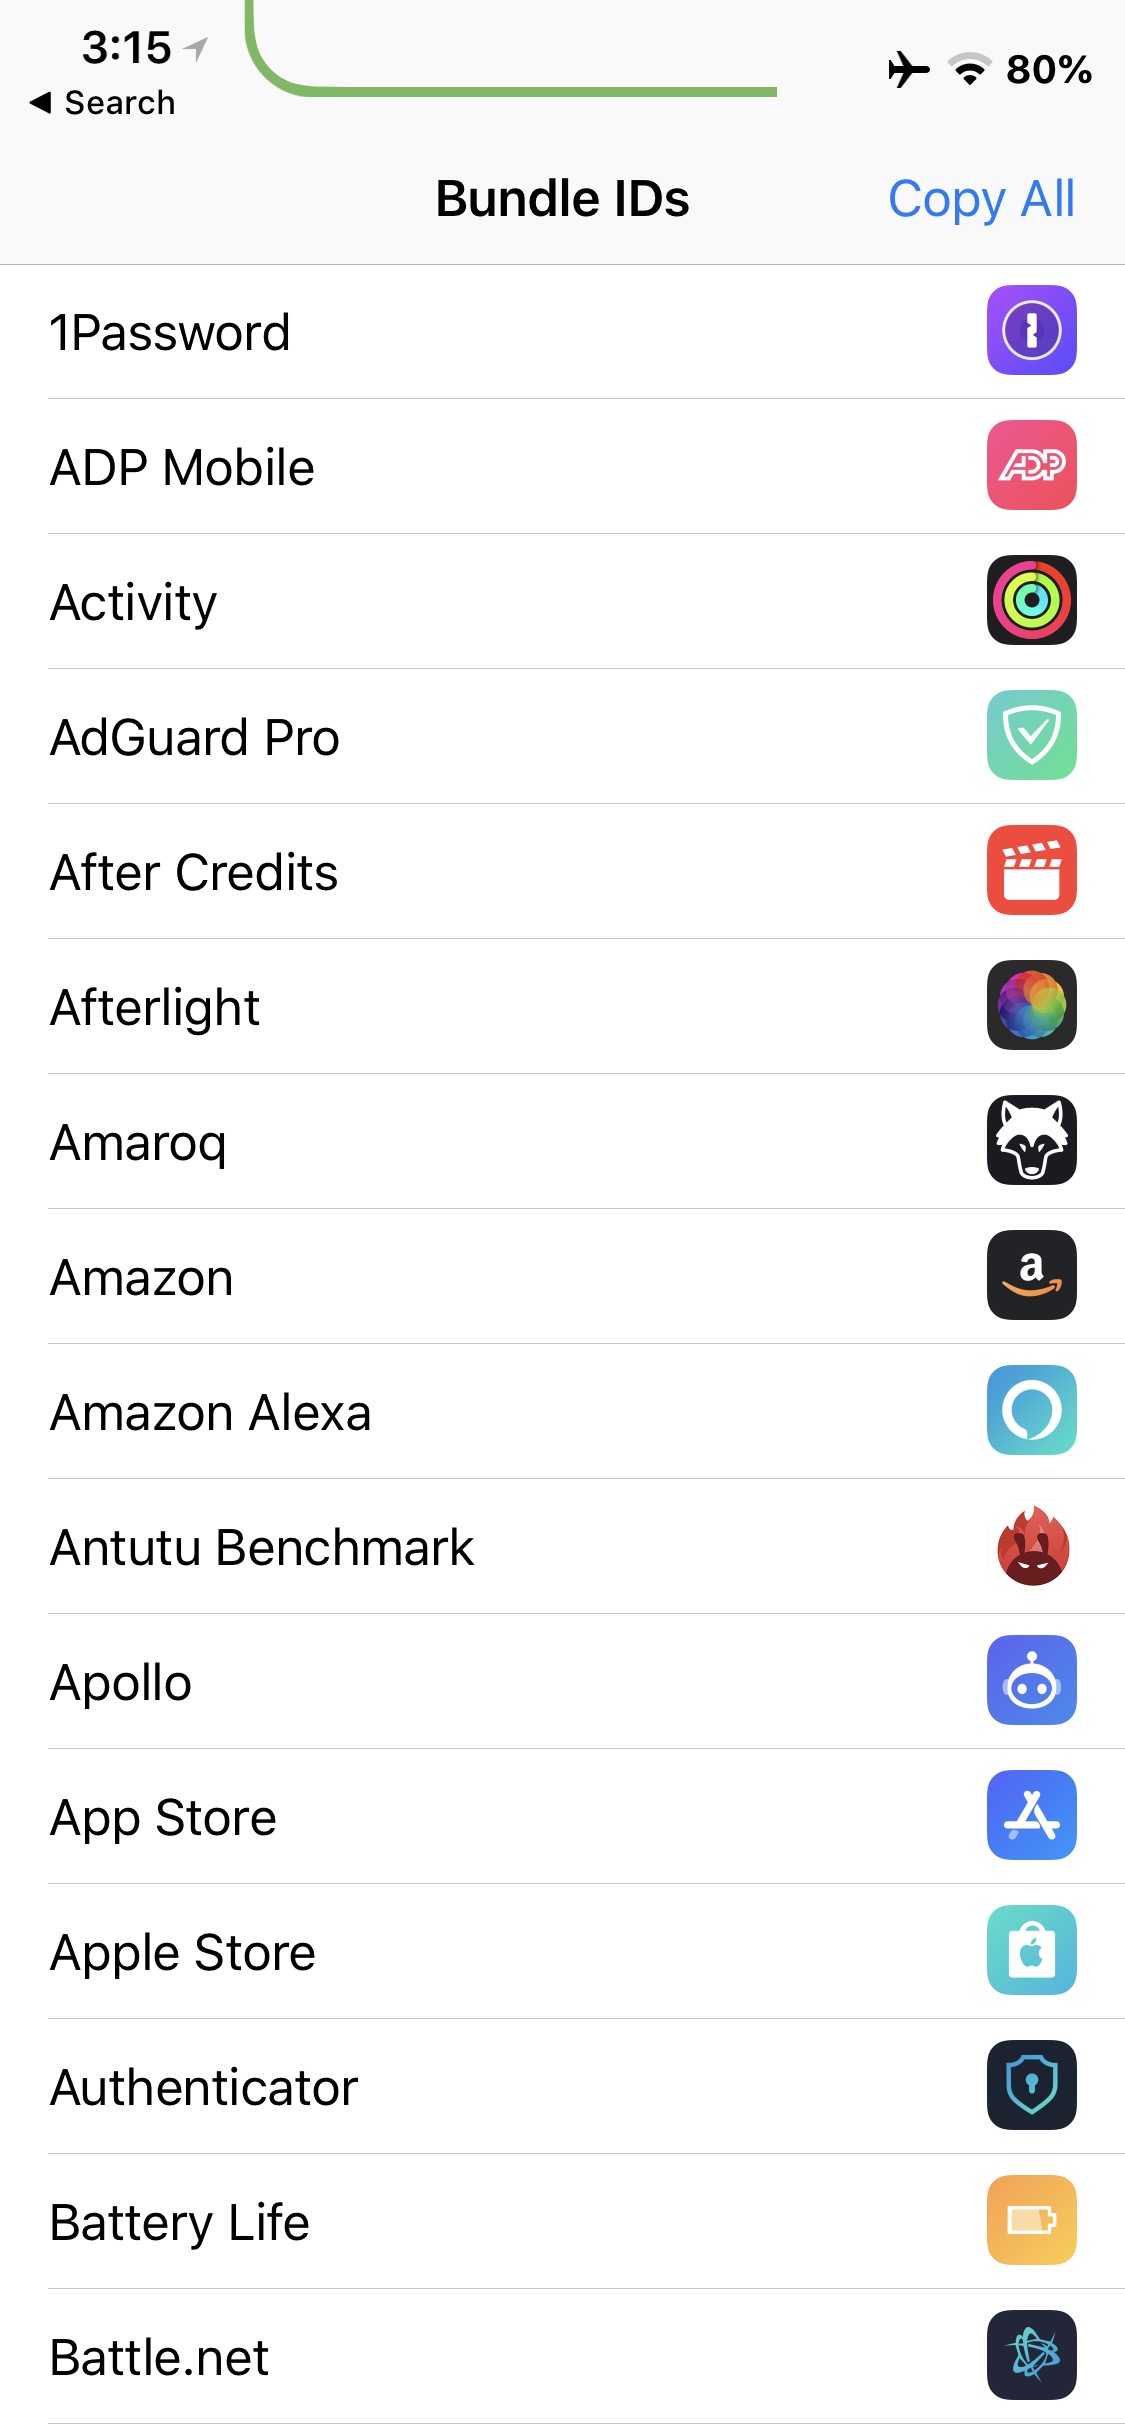 3:15
80%
◀ Search
Bundle IDs
Copy All
1Password
ADP Mobile
ADP
Activity
AdGuard Pro
After Credits
Afterlight
Amaroq
Amazon
a
Amazon Alexa
Antutu Benchmark
Apollo
App Store
Apple Store
Authenticator
Battery Life
Battle.net